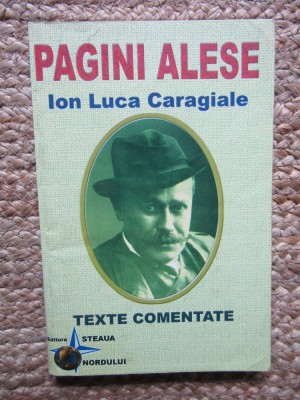 PAGINI ALESE
Ion Luca Caragiale
TEXTE COMENTATE
Editura
STEAUA
NORDULUI